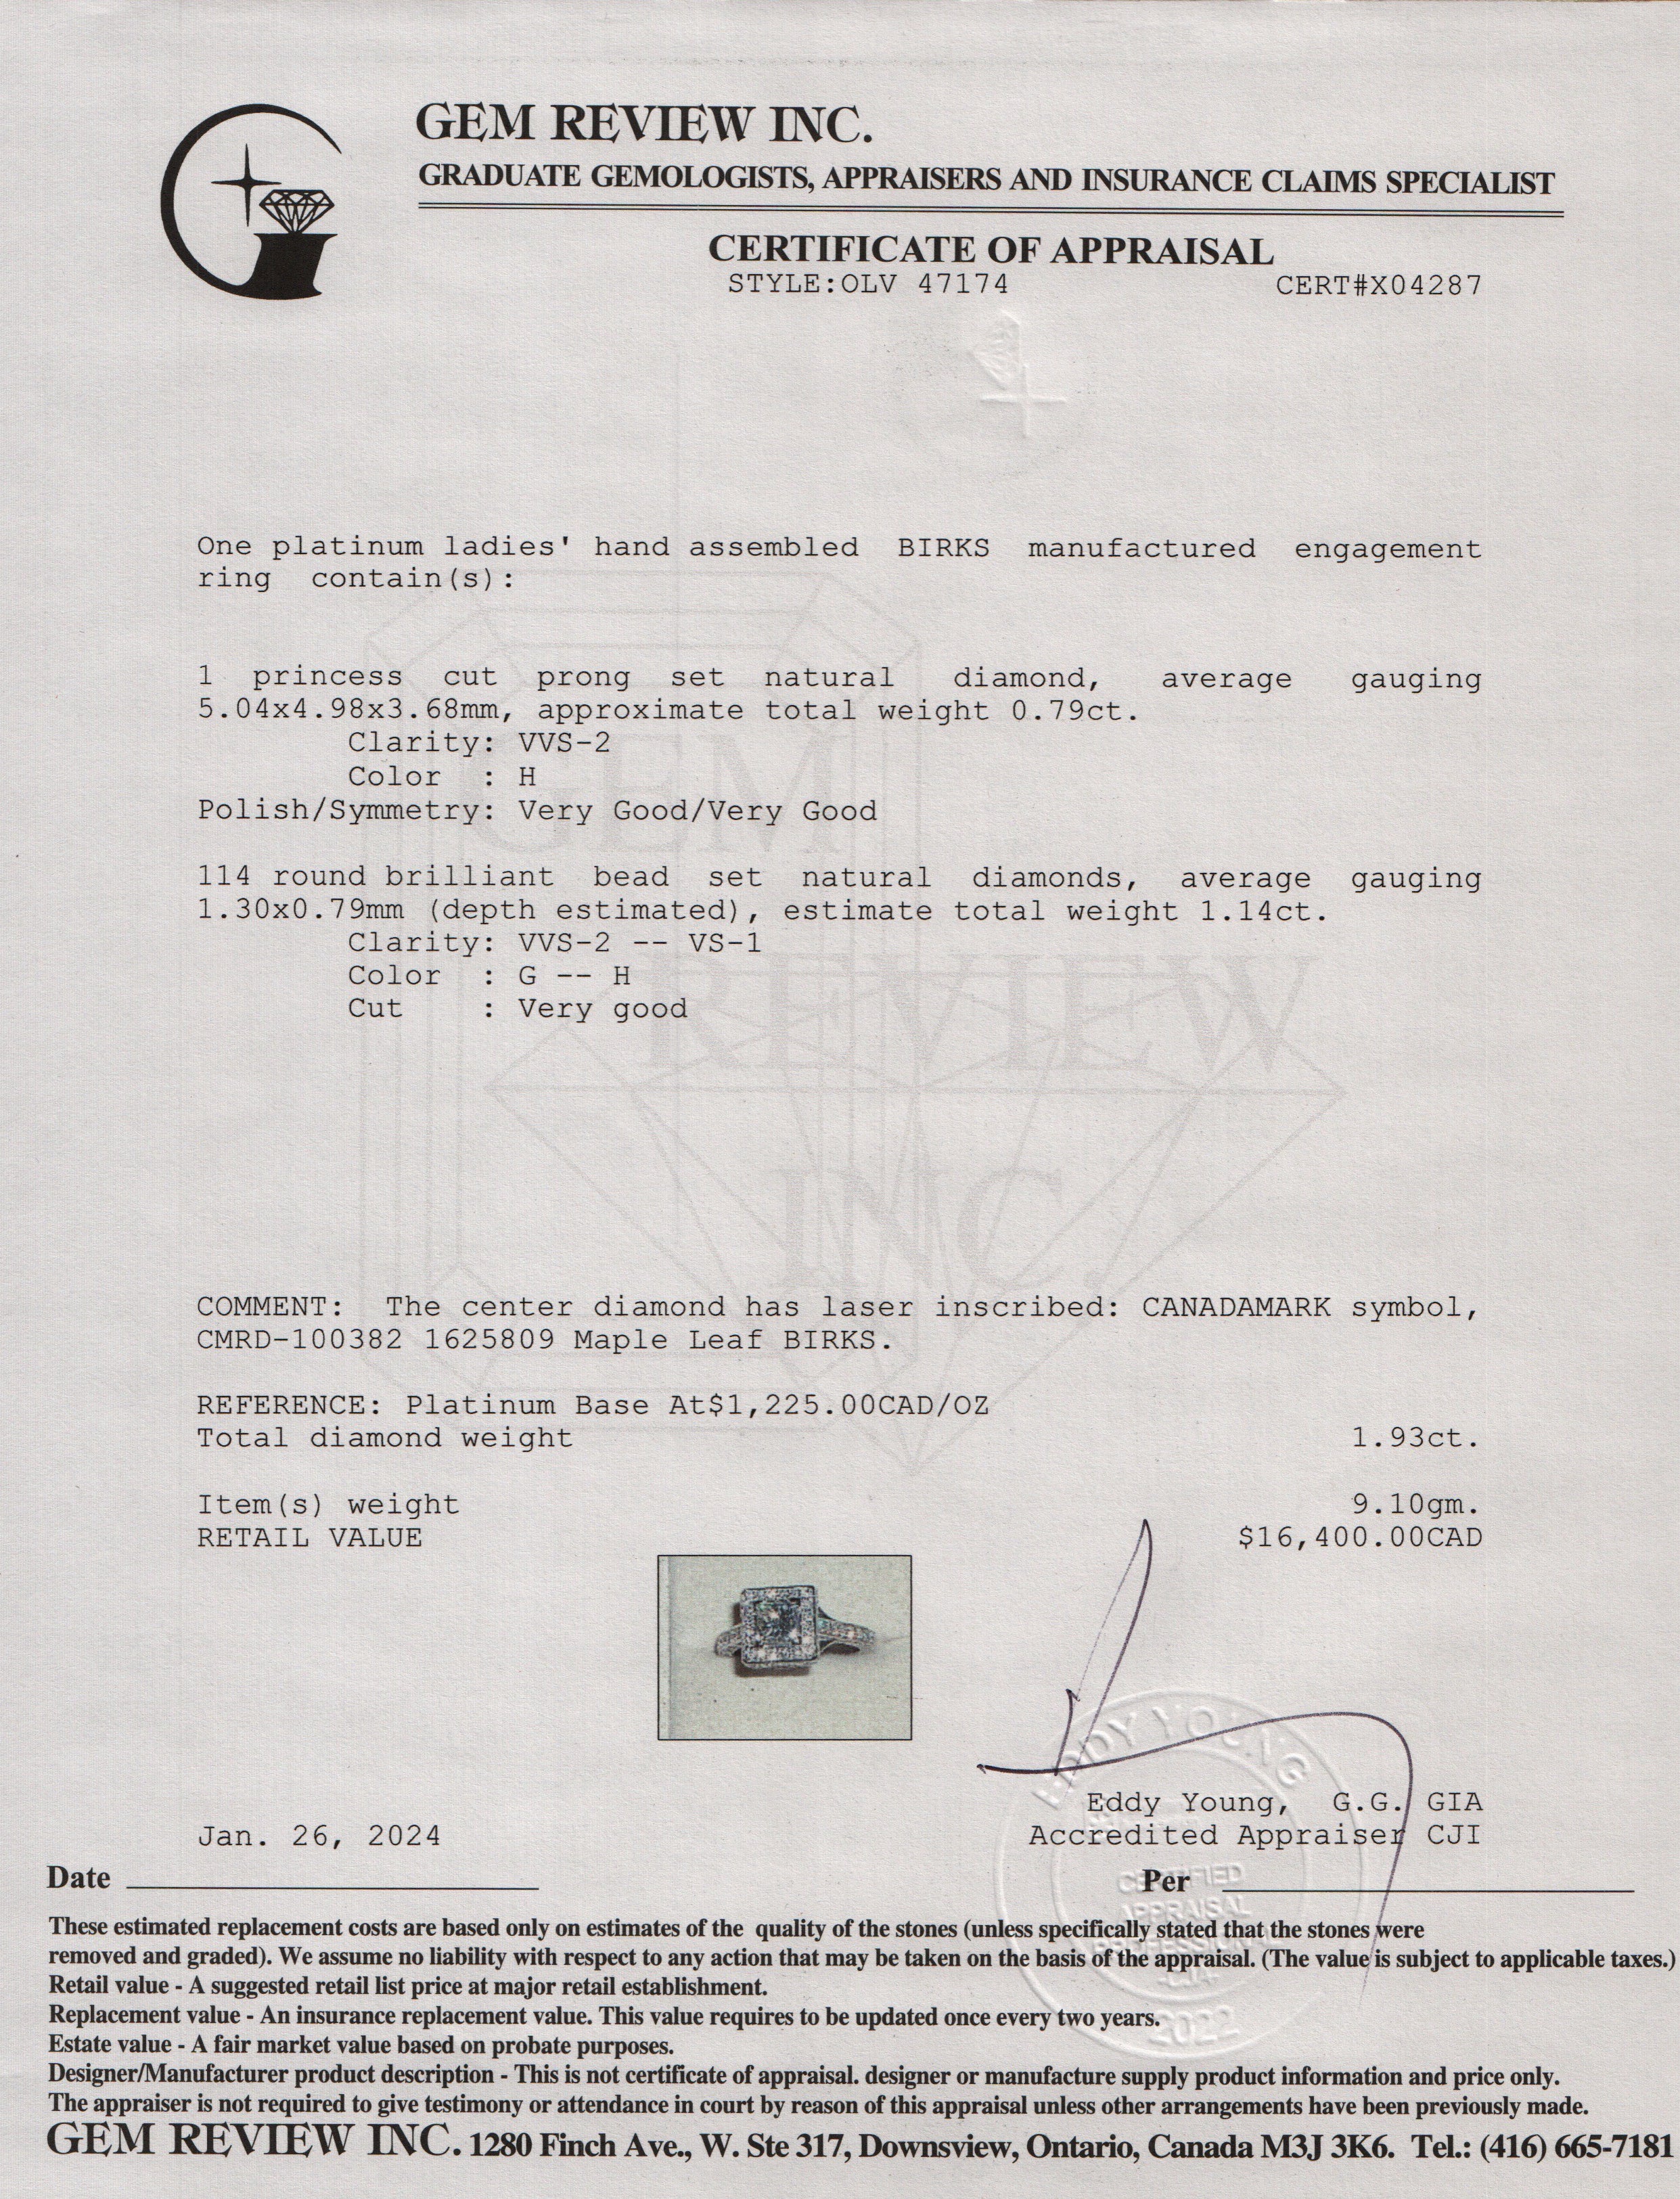 GEM REVIEW INC.
GRADUATE GEMOLOGISTS, APPRAISERS AND INSURANCE CLAIMS SPECIALIST
CERTIFICATE OF APPRAISAL
STYLE:OLV 47174 CERT#X04287
One platinum ladies' hand assembled BIRKS manufactured engagement
ring contain(s):
1 princess cut prong set natural diamond, average gauging
5.04x4.98x3.68mm, approximate total weight 0.79ct.
Clarity: VVS-2
Color : H
Polish/Symmetry: Very Good/Very Good
114 round brilliant bead set natural diamonds, average gauging
1.30x0.79mm (depth estimated), estimate total weight 1.14ct.
Clarity: VVS-2 -- VS-1
Color : G -- H
Cut : Very good
GEM
REVIEW
INC.
COMMENT: The center diamond has laser inscribed: CANADAMARK symbol,
CMRD-100382 1625809 Maple Leaf BIRKS.
REFERENCE: Platinum Base At$1,225.00CAD/OZ
Total diamond weight 1.93ct.
Item(s) weight 9.10gm.
RETAIL VALUE $16,400.00CAD
EDDY YOUNG
CERTIFIED
APPRAISAL
PROFESSIONAL
2022
Eddy Young, G.G. GIA
Jan. 26, 2024 Accredited Appraiser CJI
Date Per
These estimated replacement costs are based only on estimates of the quality of the stones (unless specifically stated that the stones were
removed and graded). We assume no liability with respect to any action that may be taken on the basis of the appraisal. (The value is subject to applicable taxes.)
Retail value - A suggested retail list price at major retail establishment.
Replacement value - An insurance replacement value. This value requires to be updated once every two years.
Estate value - A fair market value based on probate purposes.
Designer/Manufacturer product description - This is not certificate of appraisal. designer or manufacture supply product information and price only.
The appraiser is not required to give testimony or attendance in court by reason of this appraisal unless other arrangements have been previously made.
GEM REVIEW INC. 1280 Finch Ave., W. Ste 317, Downsview, Ontario, Canada M3J 3K6. Tel.: (416) 665-7181